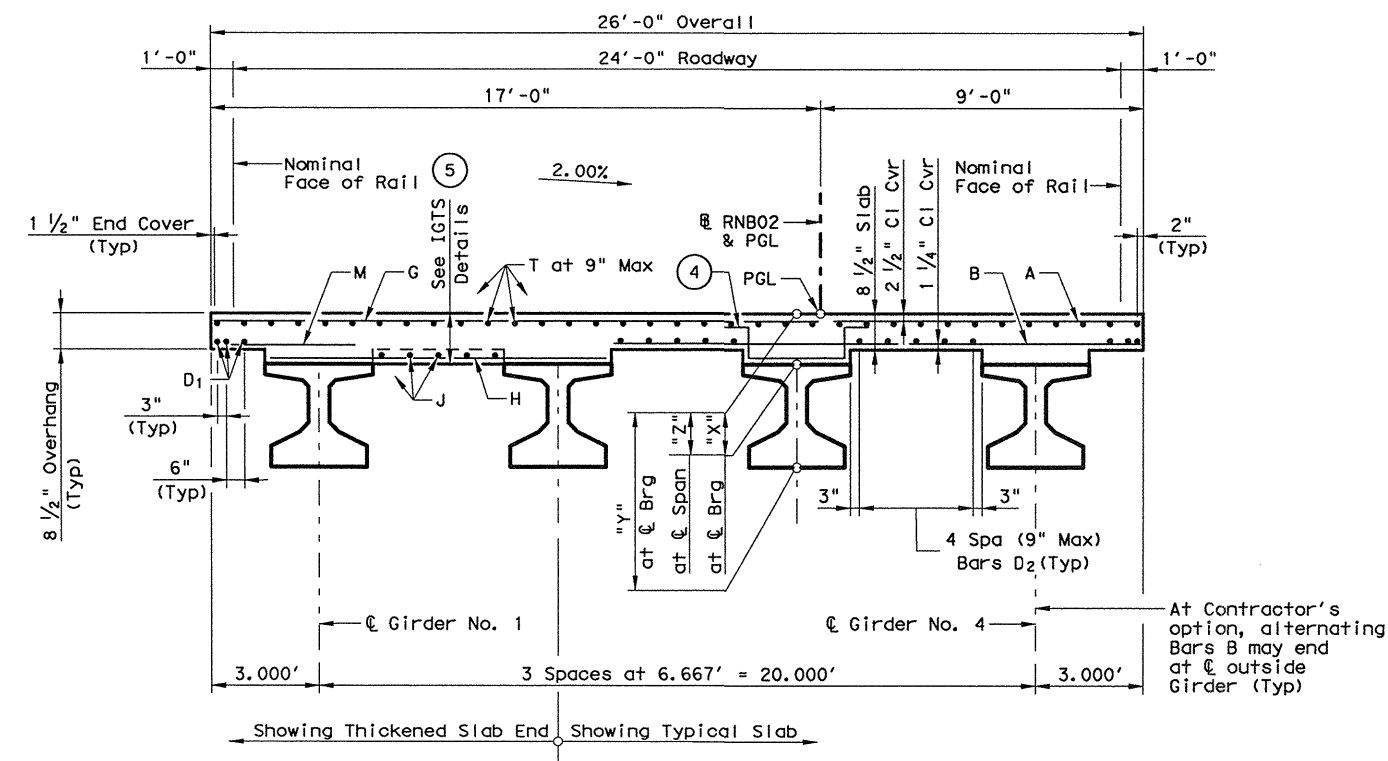 26'-0" Overall
1'-0"
24'-0" Roadway
1'-0"
17'-0"
9'-0"
Nominal
Face of Rail
5
2.00%
See IGTS
Details
1 ½" End Cover
(Typ)
M
G
T at 9" Max
4
PGL
℄ RNB02
& PGL
8 ½" Slab
2 ½" Cl Cvr
1 ¼" Cl Cvr
Nominal
Face of Rail
B
A
2"
(Typ)
8 ½" Overhang
(Typ)
D1
3"
(Typ)
6"
(Typ)
J
H
"Y"
at ℄ Brg
"Z"
at ℄ Span
"X"
at ℄ Brg
3"
3"
4 Spa (9" Max)
Bars D2(Typ)
℄ Girder No. 1
℄ Girder No. 4
At Contractor's
option, alternating
Bars B may end
at ℄ outside
Girder (Typ)
3.000'
3 Spaces at 6.667' = 20.000'
3.000'
Showing Thickened Slab End
Showing Typical Slab